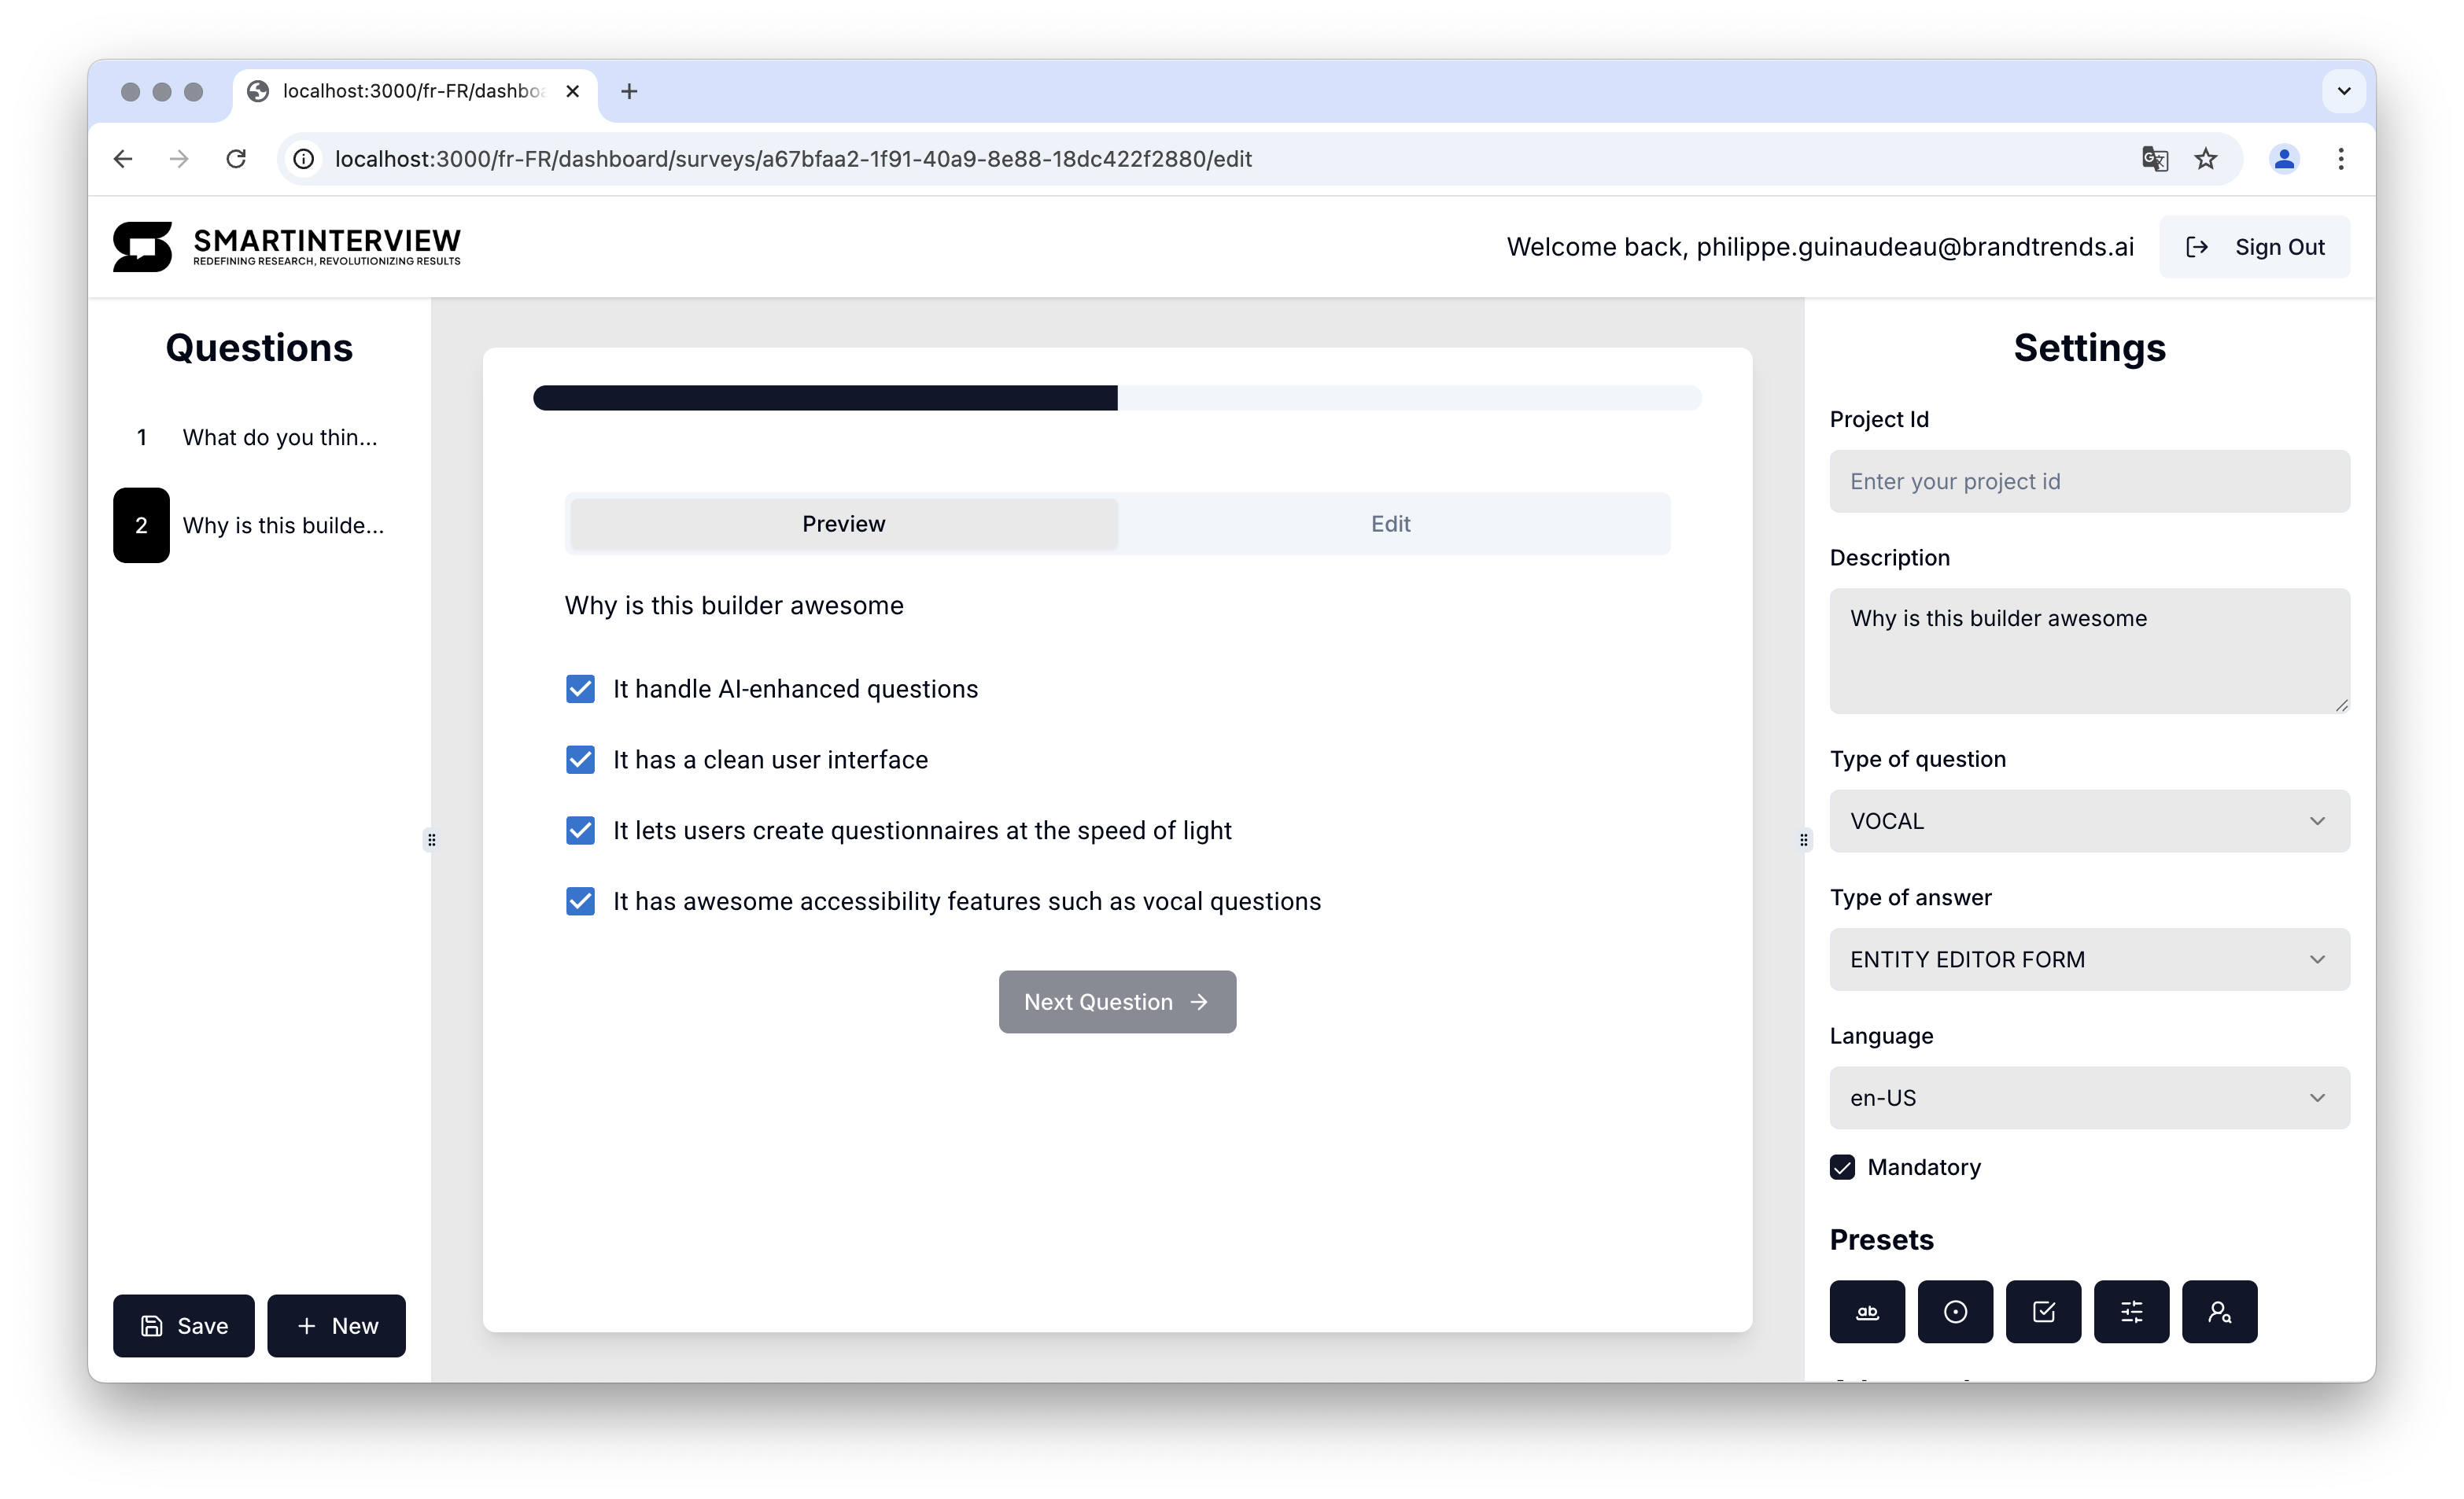 localhost:3000/fr-FR/dashboa
localhost:3000/fr-FR/dashboard/surveys/a67bfaa2-1f91-40a9-8e88-18dc422f2880/edit
SMARTINTERVIEW
REDEFINING RESEARCH, REVOLUTIONIZING RESULTS
Welcome back, philippe.guinaudeau@brandtrends.ai
Sign Out
Questions
1 What do you thin...
2 Why is this builde...
Save
New
Preview
Edit
Why is this builder awesome
It handle AI-enhanced questions
It has a clean user interface
It lets users create questionnaires at the speed of light
It has awesome accessibility features such as vocal questions
Next Question
Settings
Project Id
Enter your project id
Description
Why is this builder awesome
Type of question
VOCAL
Type of answer
ENTITY EDITOR FORM
Language
en-US
Mandatory
Presets
ab